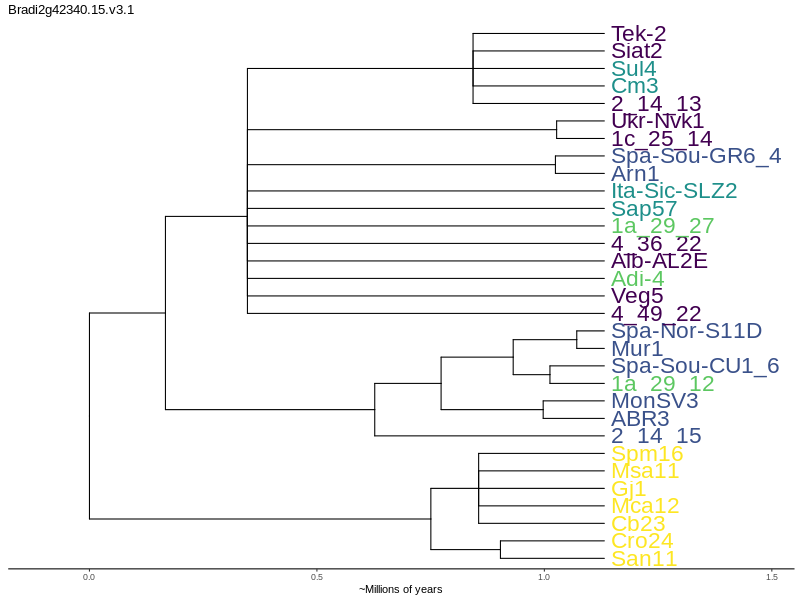 Bradi2g42340.15.v3.1
Tek-2
Siat2
Sul4
Cm3
2_14_13
Ukr-Nvk1
1c_25_14
Spa-Sou-GR6_4
Arn1
Ita-Sic-SLZ2
Sap57
1a_29_27
4_36_22
Alb-AL2E
Adi-4
Veg5
4_49_22
Spa-Nor-S11D
Mur1
Spa-Sou-CU1_6
1a_29_12
MonSV3
ABR3
2_14_15
Spm16
Msa11
Gj1
Mca12
Cb23
Cro24
San11
0.0 0.5 1.0 1.5
~Millions of years